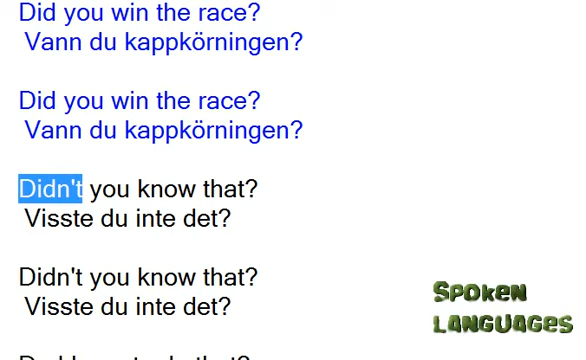 Did you win the race?
Vann du kappkörningen?
Did you win the race?
Vann du kappkörningen?
Didn't you know that?
Visste du inte det?
Didn't you know that?
Visste du inte det?
Spoken
Languages